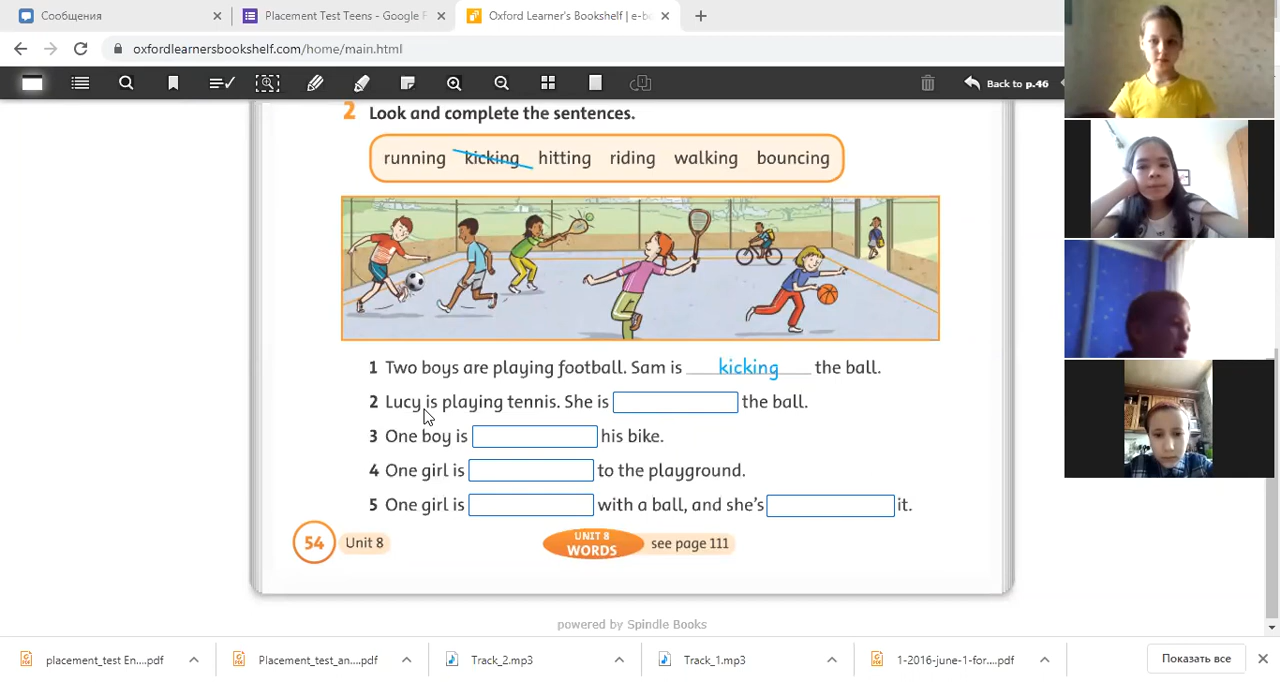 Сообщения
Placement Test Teens - Google F
Oxford Learner's Bookshelf | e-b
oxfordlearnersbookshelf.com/home/main.html
Back to p.46
2 Look and complete the sentences.
running kicking hitting riding walking bouncing
1 Two boys are playing football. Sam is kicking the ball.
2 Lucy is playing tennis. She is the ball.
3 One boy is his bike.
4 One girl is to the playground.
5 One girl is with a ball, and she's it.
54 Unit 8
UNIT 8
WORDS see page 111
powered by Spindle Books
placement_test En....pdf
Placement_test_an....pdf
Track_2.mp3
Track_1.mp3
1-2016-june-1-for....pdf
Показать все